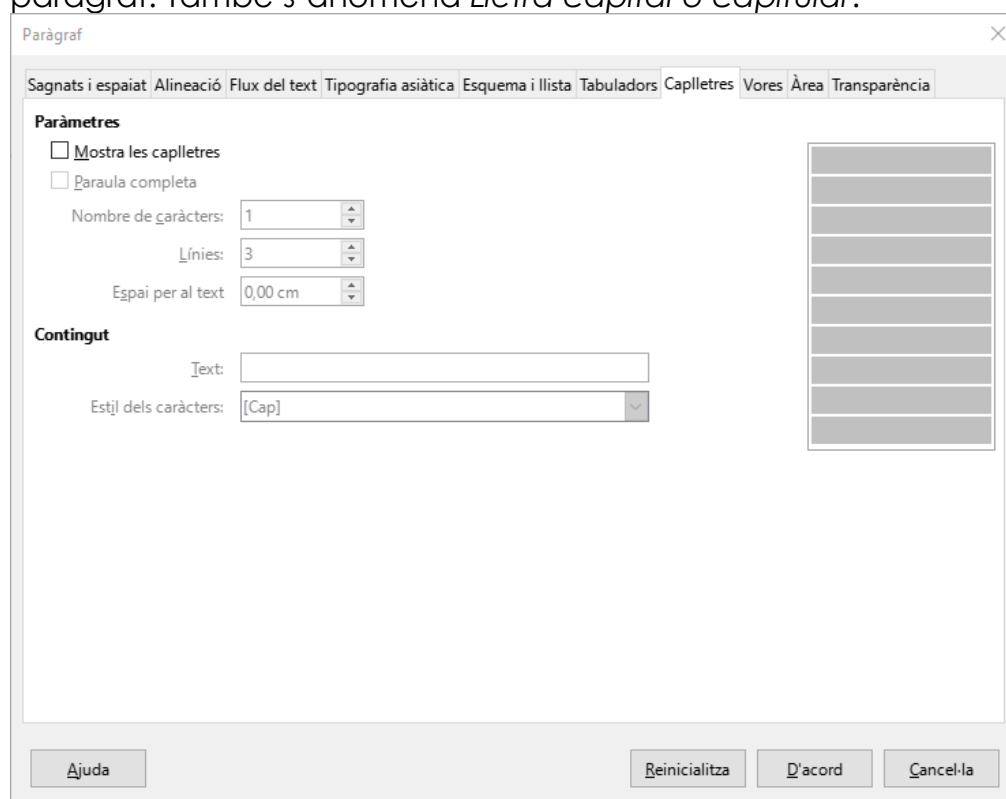 paràgraf. També s'anomena Lletra capital o capitular.
Paràgraf
Sagnats i espaiat Alineació Flux del text Tipografia asiàtica Esquema i llista Tabuladors Caplletres Vores Àrea Transparència
Paràmetres
Mostra les caplletres
Paraula completa
Nombre de caràcters: 1
Línies: 3
Espai per al text 0,00 cm
Contingut
Text:
Estil dels caràcters: [Cap]
Ajuda Reinicialitza D'acord Cancel·la